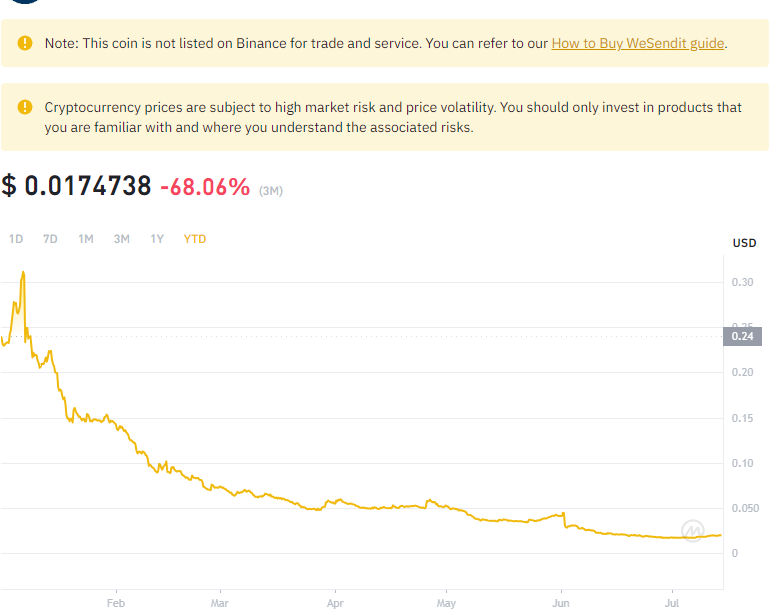 Note: This coin is not listed on Binance for trade and service. You can refer to our How to Buy WeSendit guide.
Cryptocurrency prices are subject to high market risk and price volatility. You should only invest in products that
you are familiar with and where you understand the associated risks.
$ 0.0174738 -68.06% (3M)
1D 7D 1M 3M 1Y YTD
USD
0.30
0.25
0.24
0.20
0.15
0.10
0.050
0
Feb Mar Apr May Jun Jul